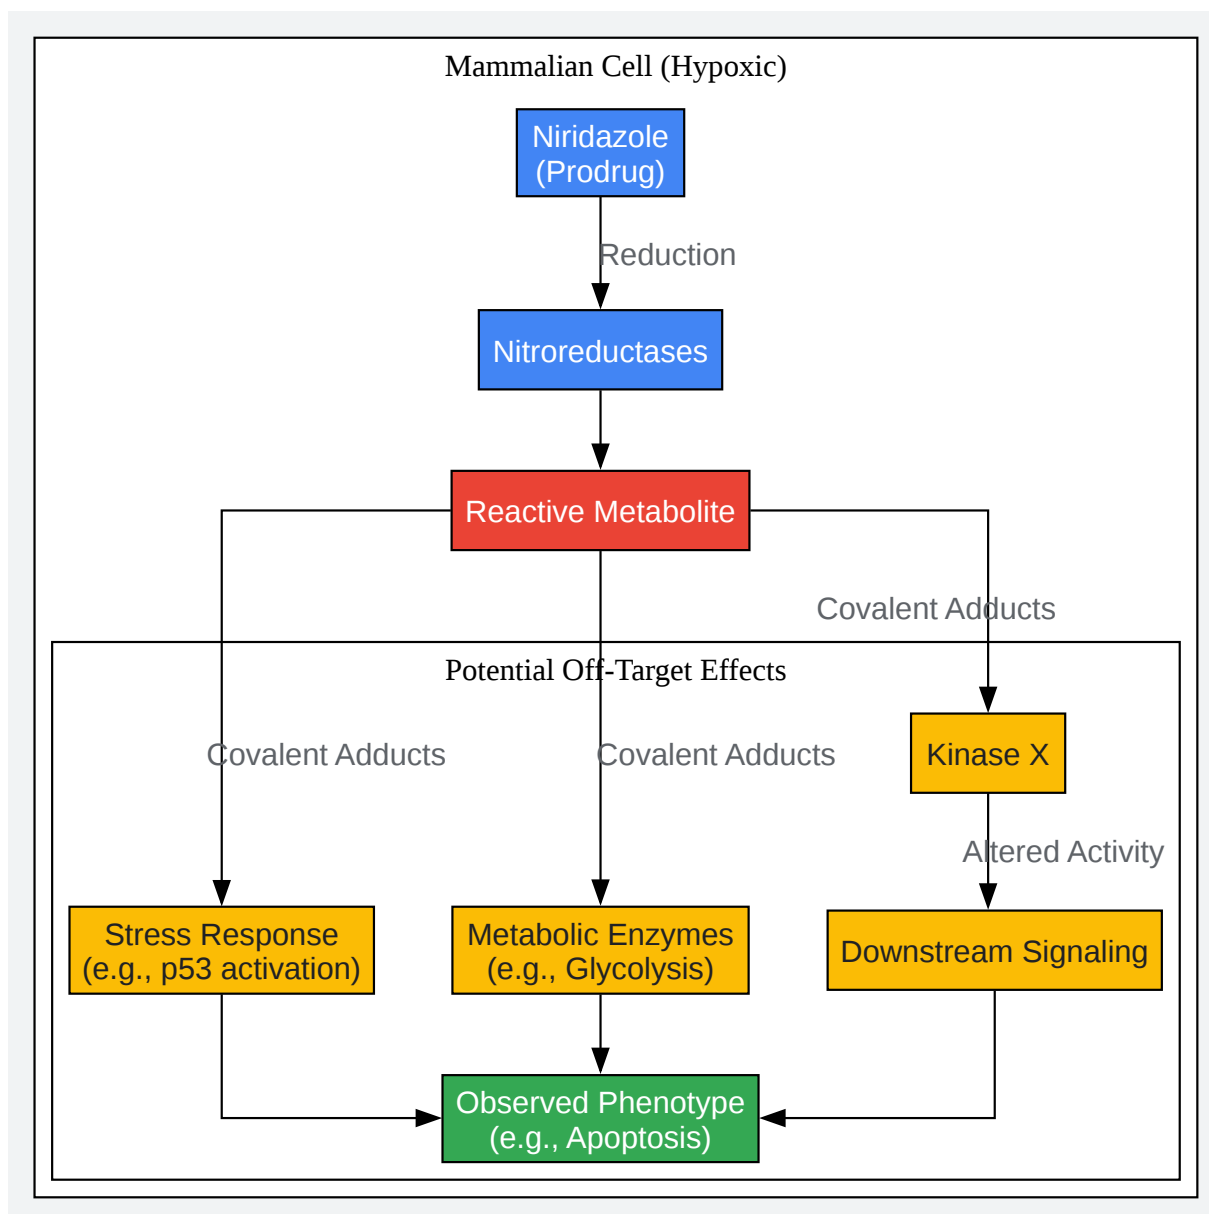 Mammalian Cell (Hypoxic)
Niridazole
(Prodrug)
Reduction
Nitroreductases
Reactive Metabolite
Covalent Adducts
Potential Off-Target Effects
Covalent Adducts
Covalent Adducts
Kinase X
Altered Activity
Stress Response
(e.g., p53 activation)
Metabolic Enzymes
(e.g., Glycolysis)
Downstream Signaling
Observed Phenotype
(e.g., Apoptosis)